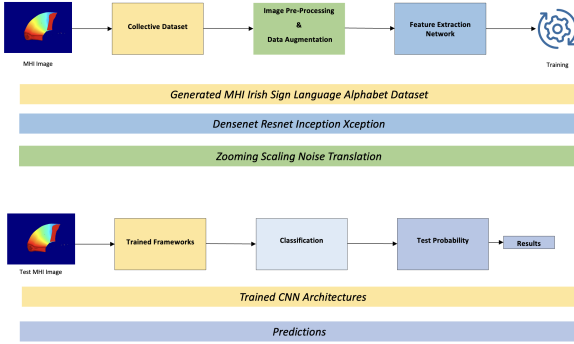 Collective Dataset
Image Pre-Processing
&
Data Augmentation
Feature Extraction
Network
MHI Image
Training
Generated MHI Irish Sign Language Alphabet Dataset
Densenet Resnet Inception Xception
Zooming Scaling Noise Translation
Trained Frameworks
Classification
Test Probability
Results
Test MHI Image
Trained CNN Architectures
Predictions